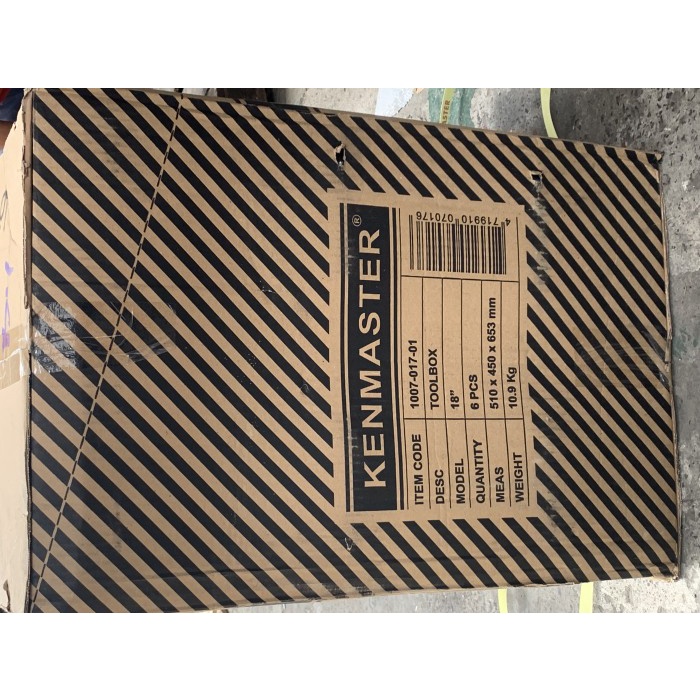 KENMASTER®
ITEM CODE 1007-017-01
DESC TOOLBOX
MODEL 18"
QUANTITY 6 PCS
MEAS 510 x 450 x 653 mm
WEIGHT 10.9 Kg
4 719910 070176